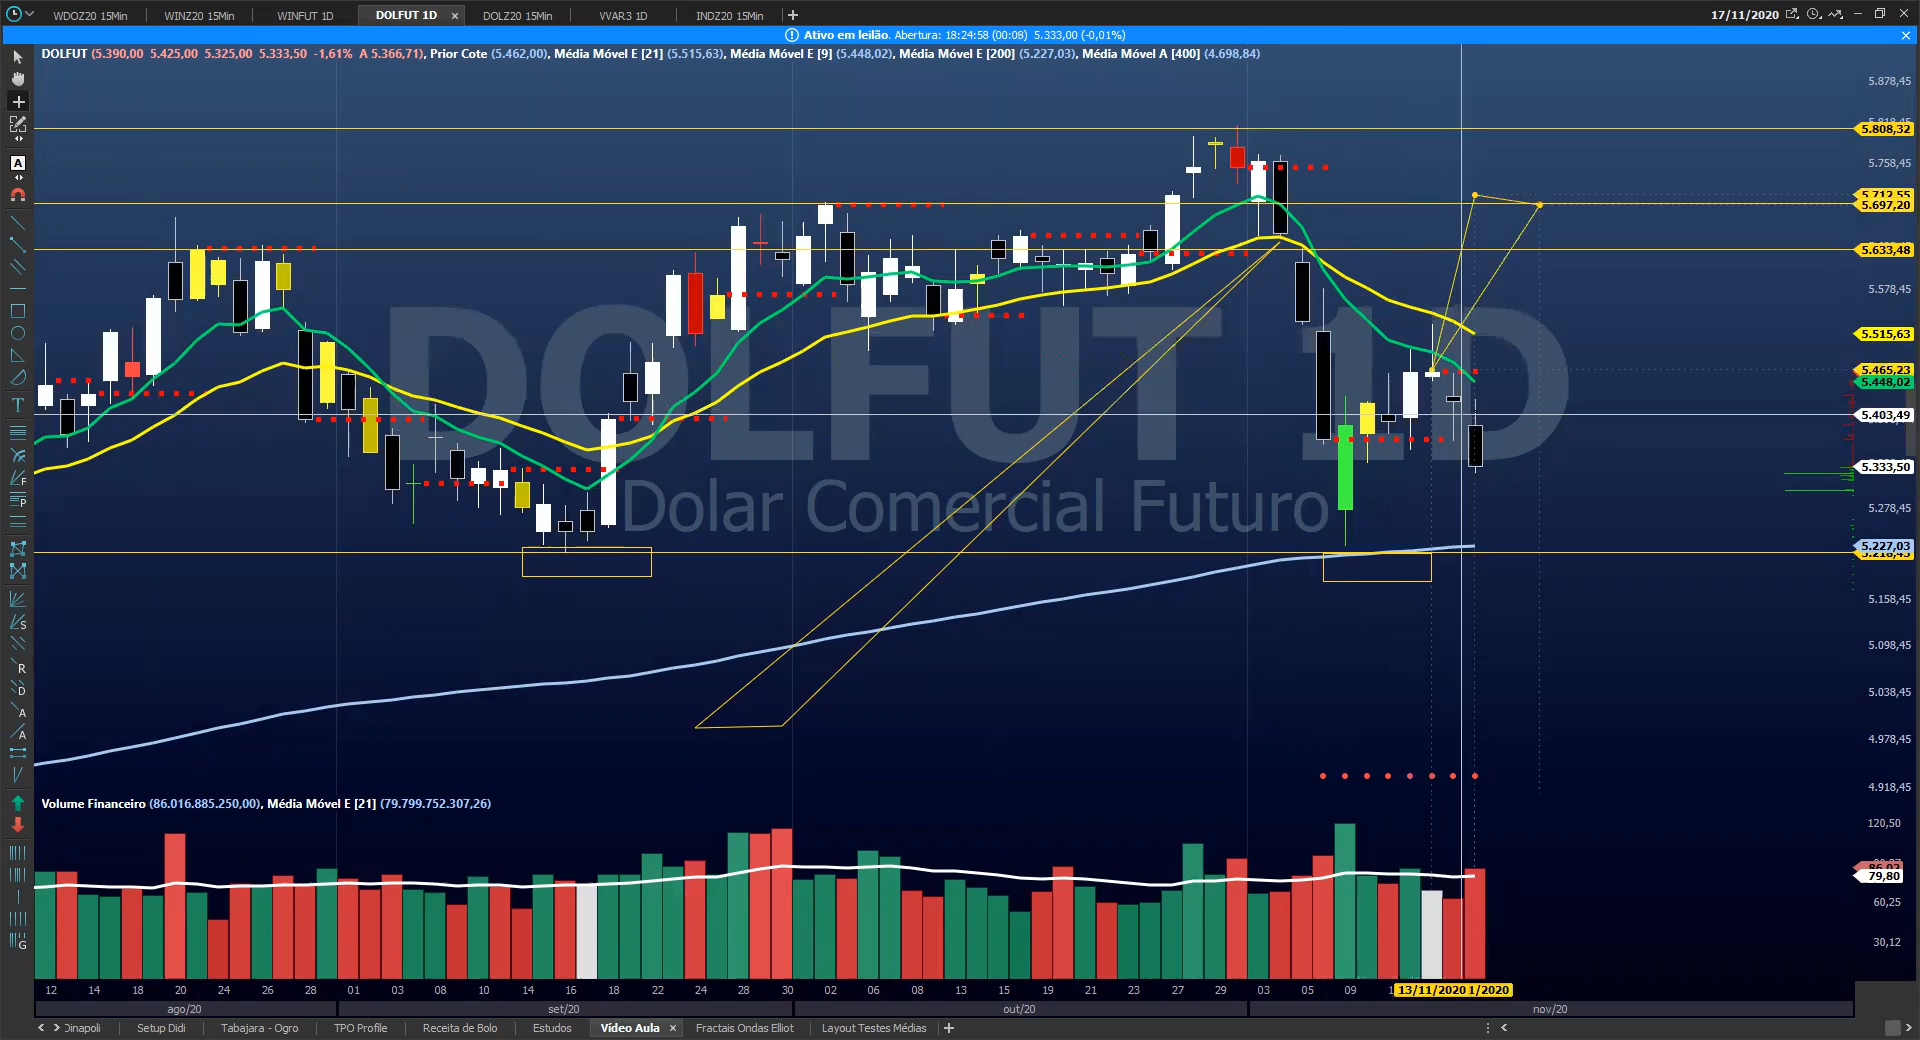 WDOZ20 15Min WINZ20 15Min WINFUT 1D DOLFUT 1D × DOLZ20 15Min VVAR3 1D INDZ20 15Min + 17/11/2020
Ativo em leilão. Abertura: 18:24:58 (00:08) 5.333,00 (-0,01%)
DOLFUT (5.390,00 5.425,00 5.325,00 5.333,50 -1,61% A 5.366,71), Prior Cote (5.462,00), Média Móvel E [21] (5.515,63), Média Móvel E [9] (5.448,02), Média Móvel E [200] (5.227,03), Média Móvel A [400] (4.698,84)
5.878,45
5.808,32
5.758,45
5.712,55
5.697,20
5.633,48
5.578,45
5.515,63
5.465,23
5.448,02
5.403,49
5.333,50
5.278,45
5.227,03
5.158,45
5.098,45
5.038,45
4.978,45
4.918,45
DOLFUT 1D
Dolar Comercial Futuro
Volume Financeiro (86.016.885.250,00), Média Móvel E [21] (79.799.752.307,26)
120,50
79,80
60,25
30,12
12 14 18 20 24 26 28 01 03 08 10 14 16 18 22 24 28 30 02 06 08 13 15 19 21 23 27 29 03 05 09 13/11/2020 1/2020
ago/20 set/20 out/20 nov/20
Dinapoli Setup Didi Tabajara - Ogro TPO Profile Receita de Bolo Estudos Vídeo Aula × Fractais Ondas Elliot Layout Testes Médias +